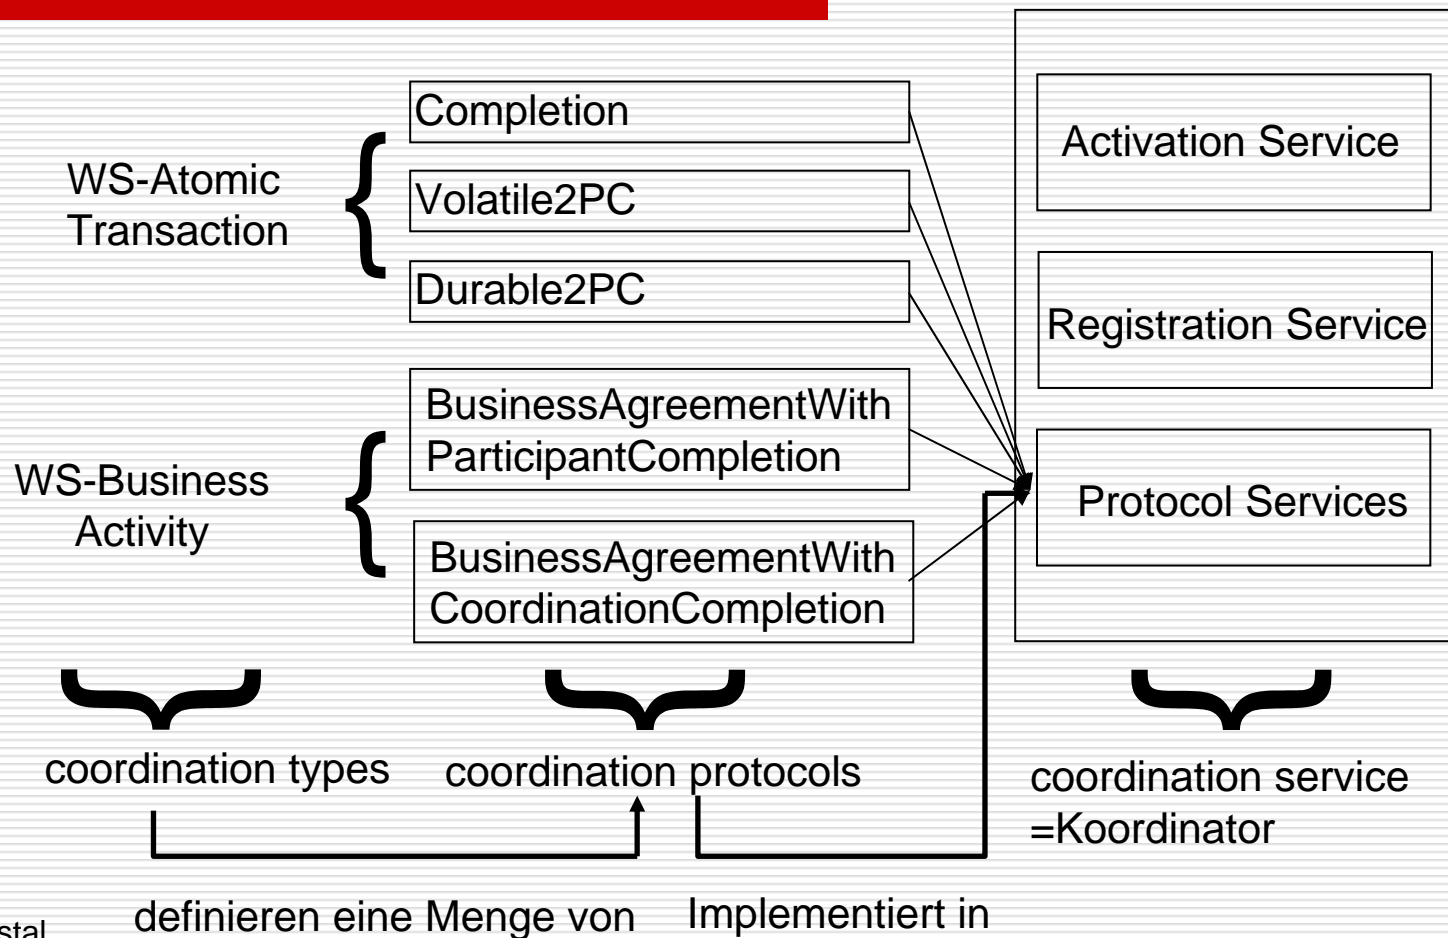 WS-Atomic
Transaction
Completion
Volatile2PC
Durable2PC
WS-Business
Activity
BusinessAgreementWith
ParticipantCompletion
BusinessAgreementWith
CoordinationCompletion
Activation Service
Registration Service
Protocol Services
coordination types
coordination protocols
coordination service
=Koordinator
definieren eine Menge von
Implementiert in